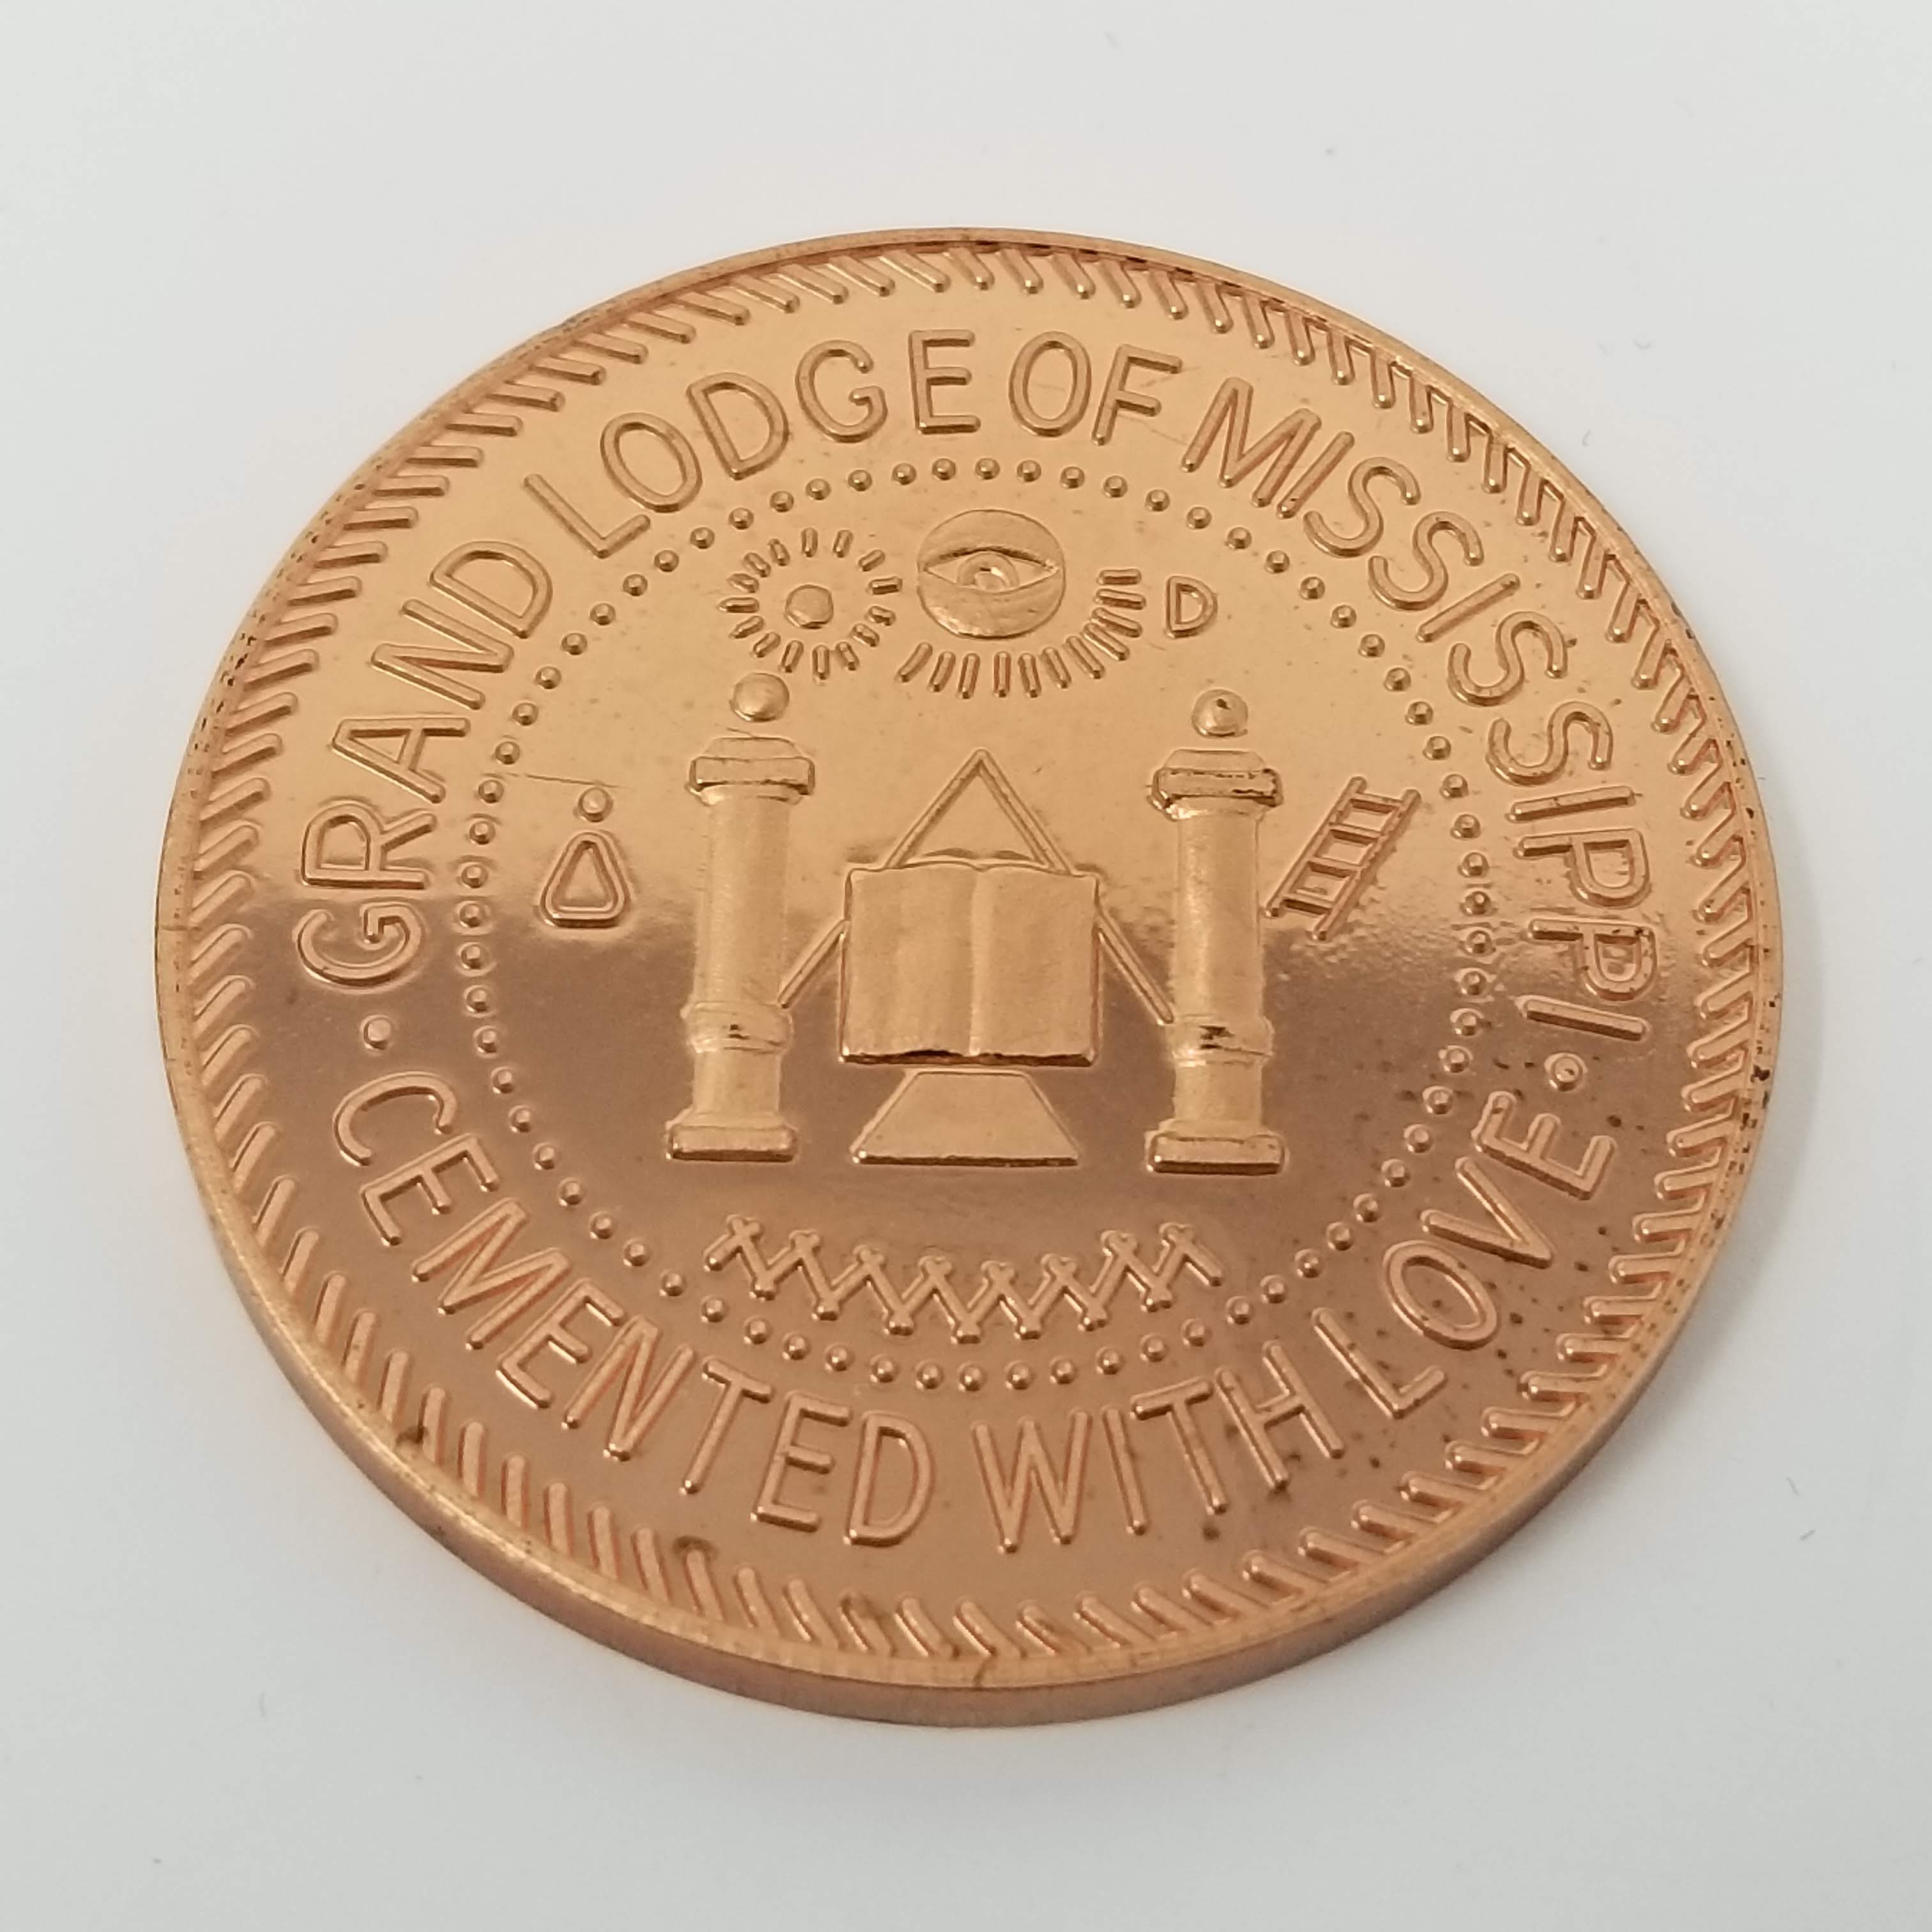 · GRAND LODGE OF MISSISSIPPI ·
CEMENTED WITH LOVE